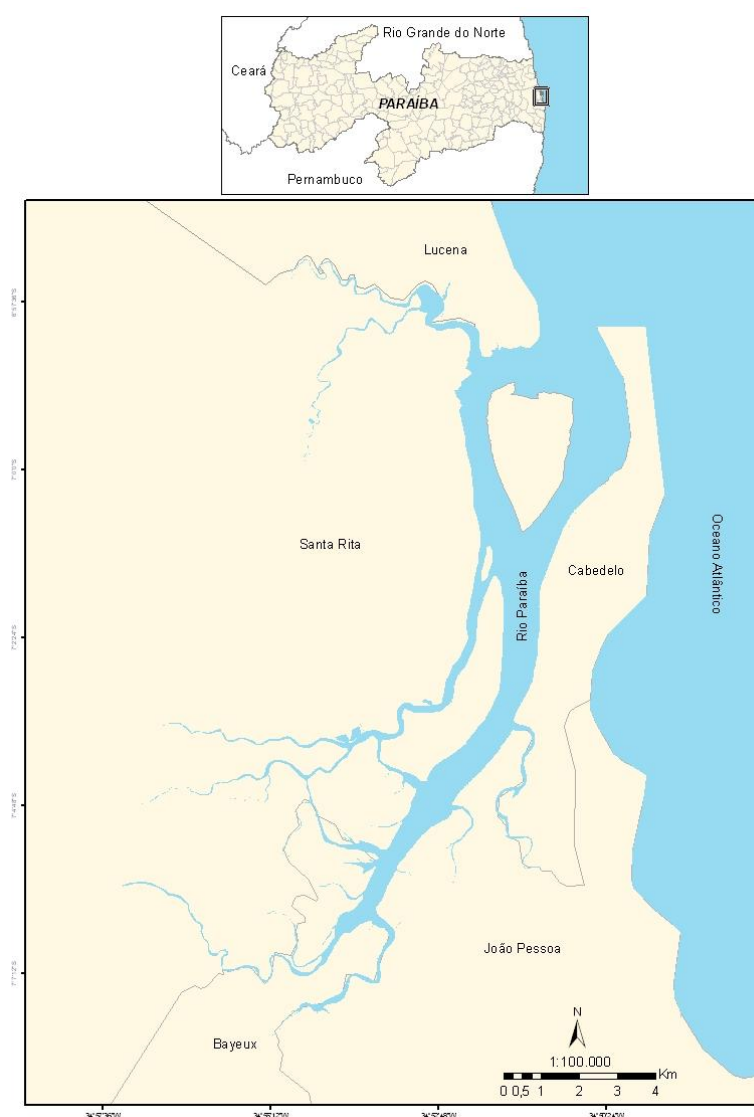 Rio Grande do Norte
Ceará
PARAÍBA
Pernambuco
Lucena
Santa Rita
Rio Paraíba
Cabedelo
Oceano Atlântico
João Pessoa
Bayeux
N
1:100.000
Km
0 0,5 1 2 3 4